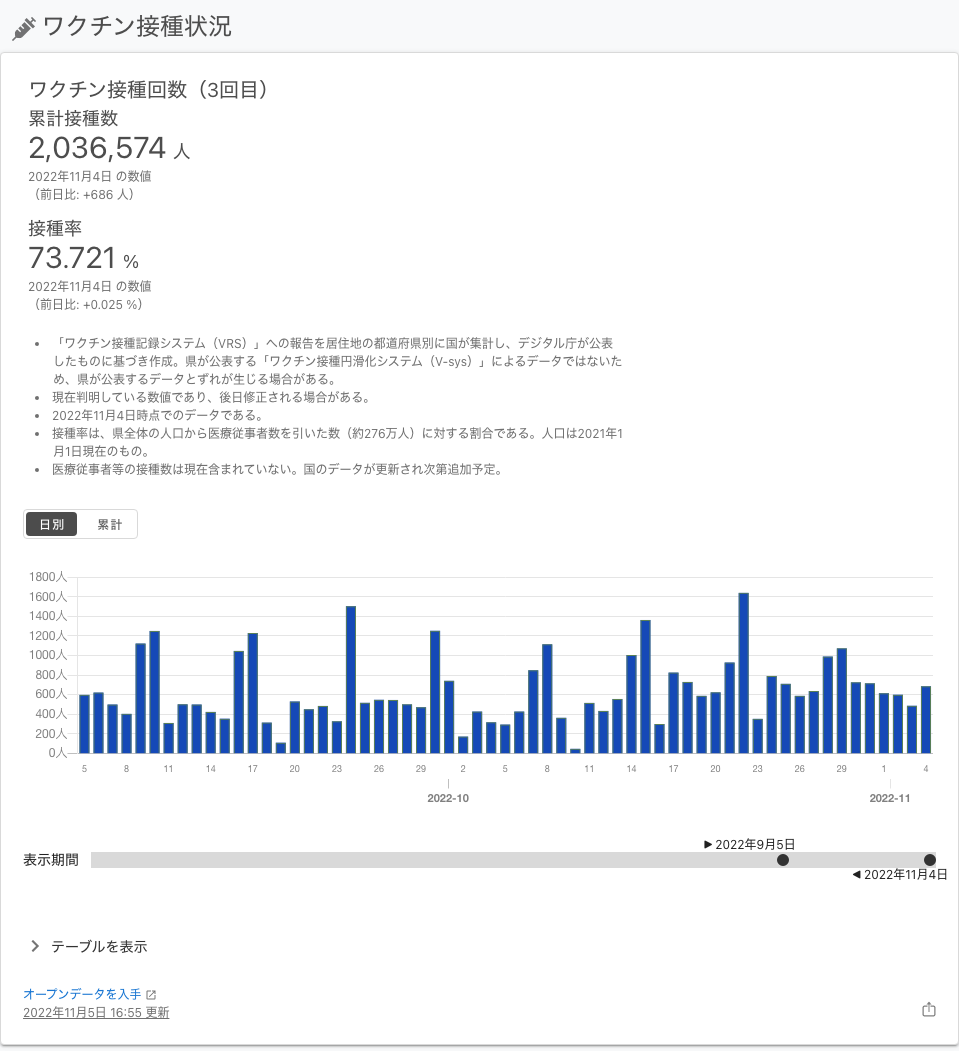 ワクチン接種状況
ワクチン接種回数（3回目）
累計接種数
2,036,574 人
2022年11月4日 の数値
（前日比: +686 人）
接種率
73.721 %
2022年11月4日 の数値
（前日比: +0.025 %）
• 「ワクチン接種記録システム（VRS）」への報告を居住地の都道府県別に国が集計し、デジタル庁が公表
したものに基づき作成。県が公表する「ワクチン接種円滑化システム（V-sys）」によるデータではないた
め、県が公表するデータとずれが生じる場合がある。
• 現在判明している数値であり、後日修正される場合がある。
• 2022年11月4日時点でのデータである。
• 接種率は、県全体の人口から医療従事者数を引いた数（約276万人）に対する割合である。人口は2021年1
月1日現在のもの。
• 医療従事者等の接種数は現在含まれていない。国のデータが更新され次第追加予定。
日別 累計
1800人
1600人
1400人
1200人
1000人
800人
600人
400人
200人
0人
5 8 11 14 17 20 23 26 29 2 5 8 11 14 17 20 23 26 29 1 4
2022-10 2022-11
▶ 2022年9月5日
表示期間
◀ 2022年11月4日
テーブルを表示
オープンデータを入手
2022年11月5日 16:55 更新